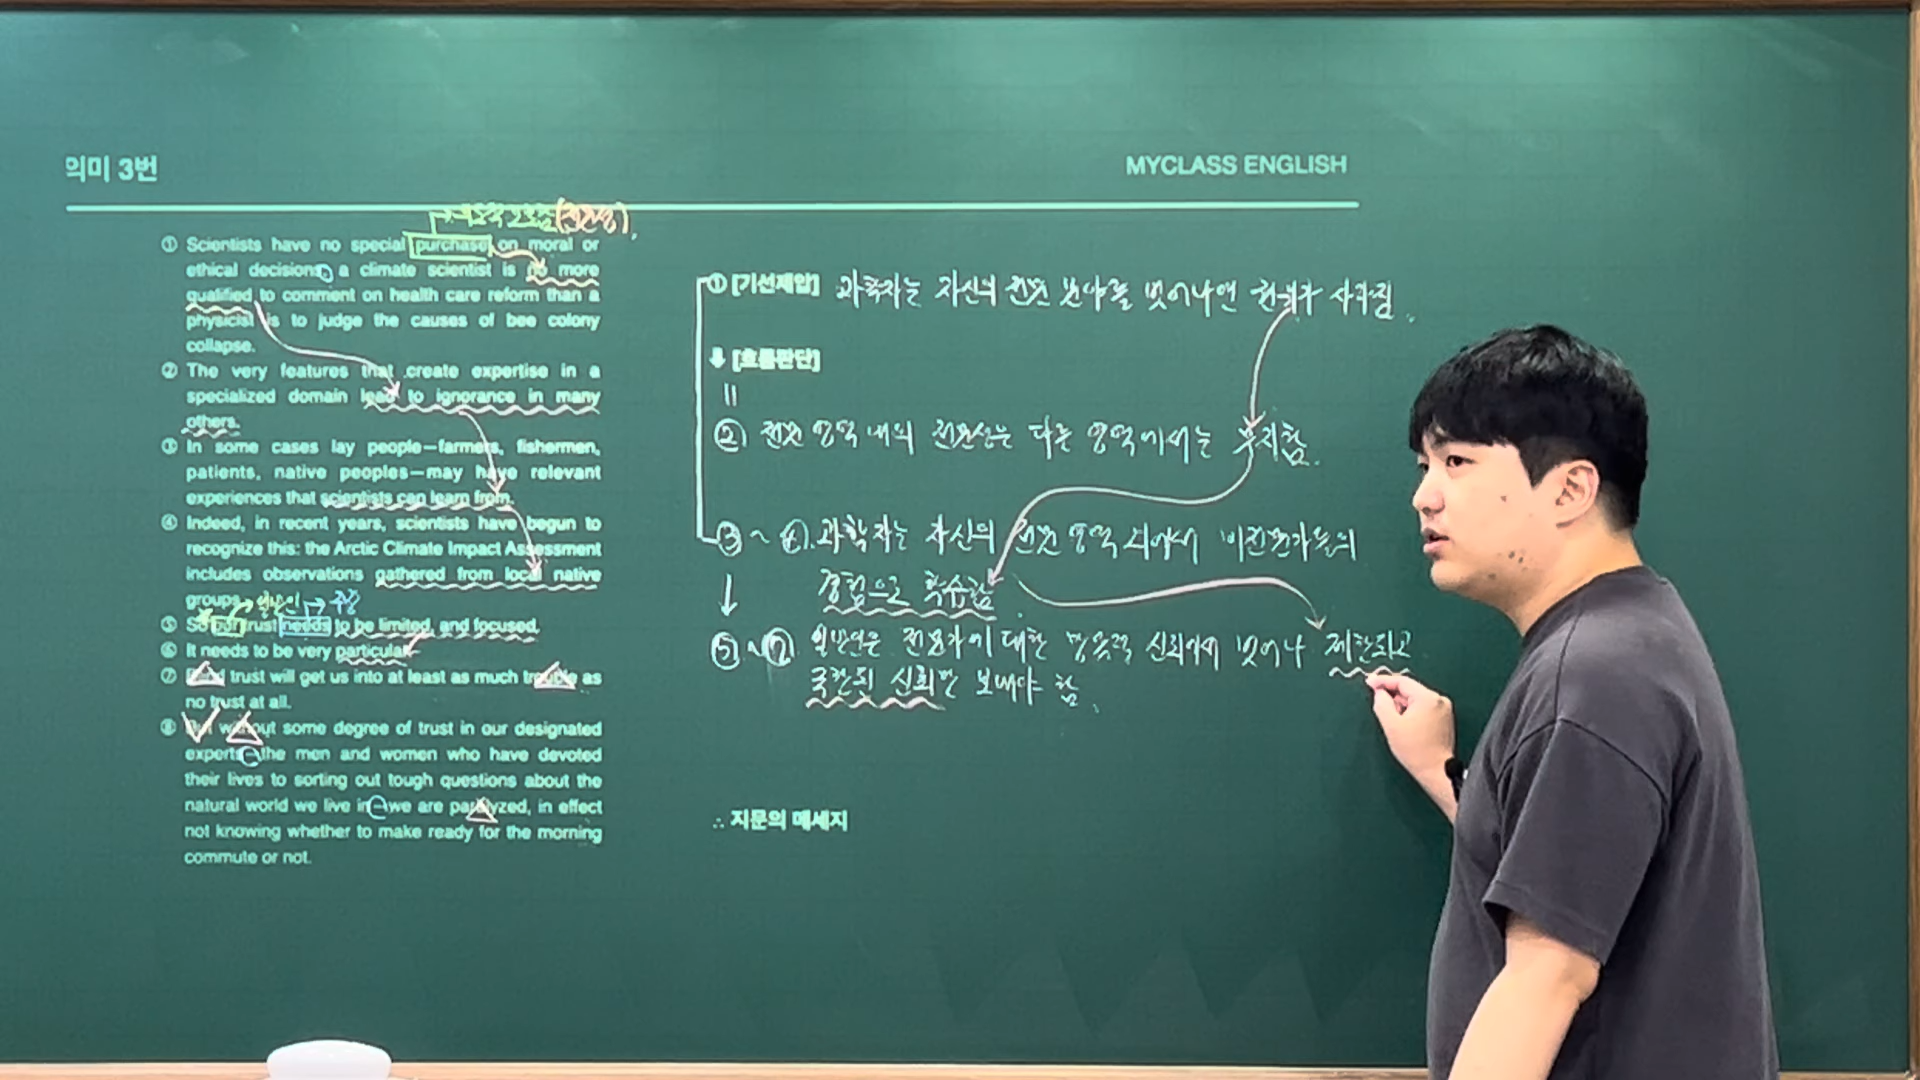 의미 3번
MYCLASS ENGLISH
(전문성).
① Scientists have no special purchase on moral or
ethical decisions, a climate scientist is no more
qualified to comment on health care reform than a
physicist is to judge the causes of bee colony
collapse.
② The very features that create expertise in a
specialized domain lead to ignorance in many
others.
③ In some cases lay people—farmers, fishermen,
patients, native peoples—may have relevant
experiences that scientists can learn from.
④ Indeed, in recent years, scientists have begun to
recognize this: the Arctic Climate Impact Assessment
includes observations gathered from local native
groups.
일반인 주장
⑤ So our trust needs to be limited, and focused.
⑥ It needs to be very particular.
⑦ Blind trust will get us into at least as much trouble as
no trust at all.
⑧ But without some degree of trust in our designated
experts the men and women who have devoted
their lives to sorting out tough questions about the
natural world we live in we are paralyzed, in effect
not knowing whether to make ready for the morning
commute or not.
① [기선제압] 과학자는 자신의 전문 분야를 벗어나면 권위가 사라짐.
↓ [흐름판단]
②) 전문 영역 내의 전문성은 다른 영역에서는 무지함.
③ ~ ④. 과학자는 자신의 전문 영역 외에서 비전문가들의
경험으로 학습함.
⑤ ~ ⑦. 일반인은 전문가에 대한 맹목적 신뢰에서 벗어나 제한되고
국한된 신뢰만 보내야 함.
∴ 지문의 메세지